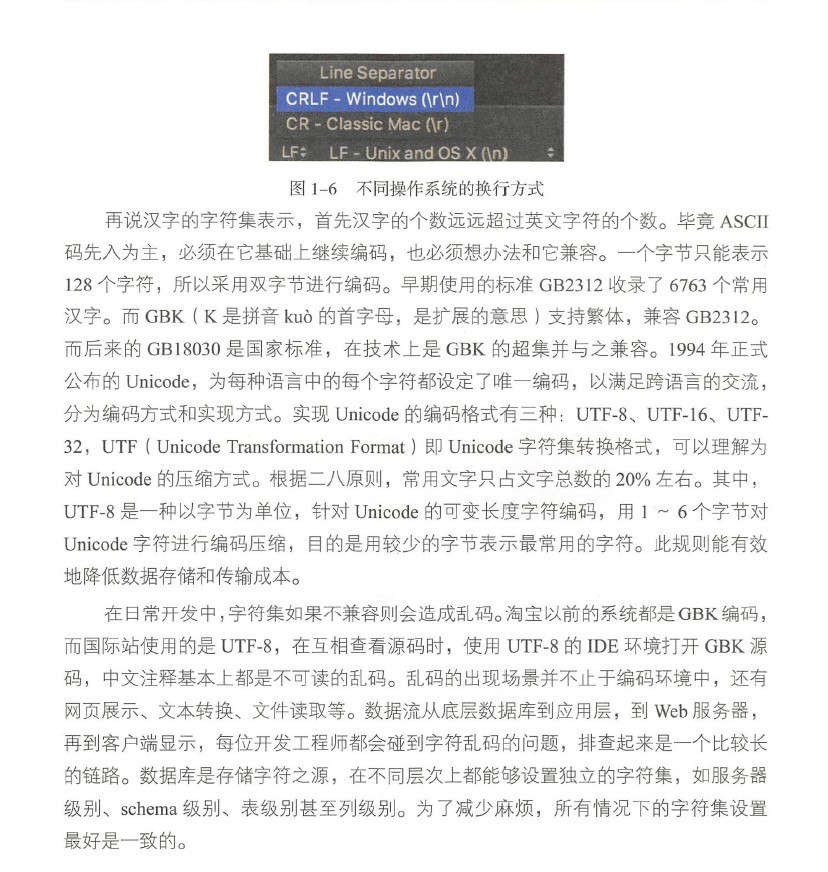 Line Separator
CRLF - Windows (\r\n)
CR - Classic Mac (\r)
LF LF - Unix and OS X (\n)
图 1-6 不同操作系统的换行方式
再说汉字的字符集表示，首先汉字的个数远远超过英文字符的个数。毕竟 ASCII
码先入为主，必须在它基础上继续编码，也必须想办法和它兼容。一个字节只能表示
128 个字符，所以采用双字节进行编码。早期使用的标准 GB2312 收录了 6763 个常用
汉字。而 GBK（K 是拼音 kuò 的首字母，是扩展的意思）支持繁体，兼容 GB2312。
而后来的 GB18030 是国家标准，在技术上是 GBK 的超集并与之兼容。1994 年正式
公布的 Unicode，为每种语言中的每个字符都设定了唯一编码，以满足跨语言的交流，
分为编码方式和实现方式。实现 Unicode 的编码格式有三种：UTF-8、UTF-16、UTF-
32，UTF（Unicode Transformation Format）即 Unicode 字符集转换格式，可以理解为
对 Unicode 的压缩方式。根据二八原则，常用文字只占文字总数的 20% 左右。其中，
UTF-8 是一种以字节为单位，针对 Unicode 的可变长度字符编码，用 1 ~ 6 个字节对
Unicode 字符进行编码压缩，目的是用较少的字节表示最常用的字符。此规则能有效
地降低数据存储和传输成本。
在日常开发中，字符集如果不兼容则会造成乱码。淘宝以前的系统都是 GBK 编码，
而国际站使用的是 UTF-8，在互相查看源码时，使用 UTF-8 的 IDE 环境打开 GBK 源
码，中文注释基本上都是不可读的乱码。乱码的出现场景并不止于编码环境中，还有
网页展示、文本转换、文件读取等。数据流从底层数据库到应用层，到 Web 服务器，
再到客户端显示，每位开发工程师都会碰到字符乱码的问题，排查起来是一个比较长
的链路。数据库是存储字符之源，在不同层次上都能够设置独立的字符集，如服务器
级别、schema 级别、表级别甚至列级别。为了减少麻烦，所有情况下的字符集设置
最好是一致的。